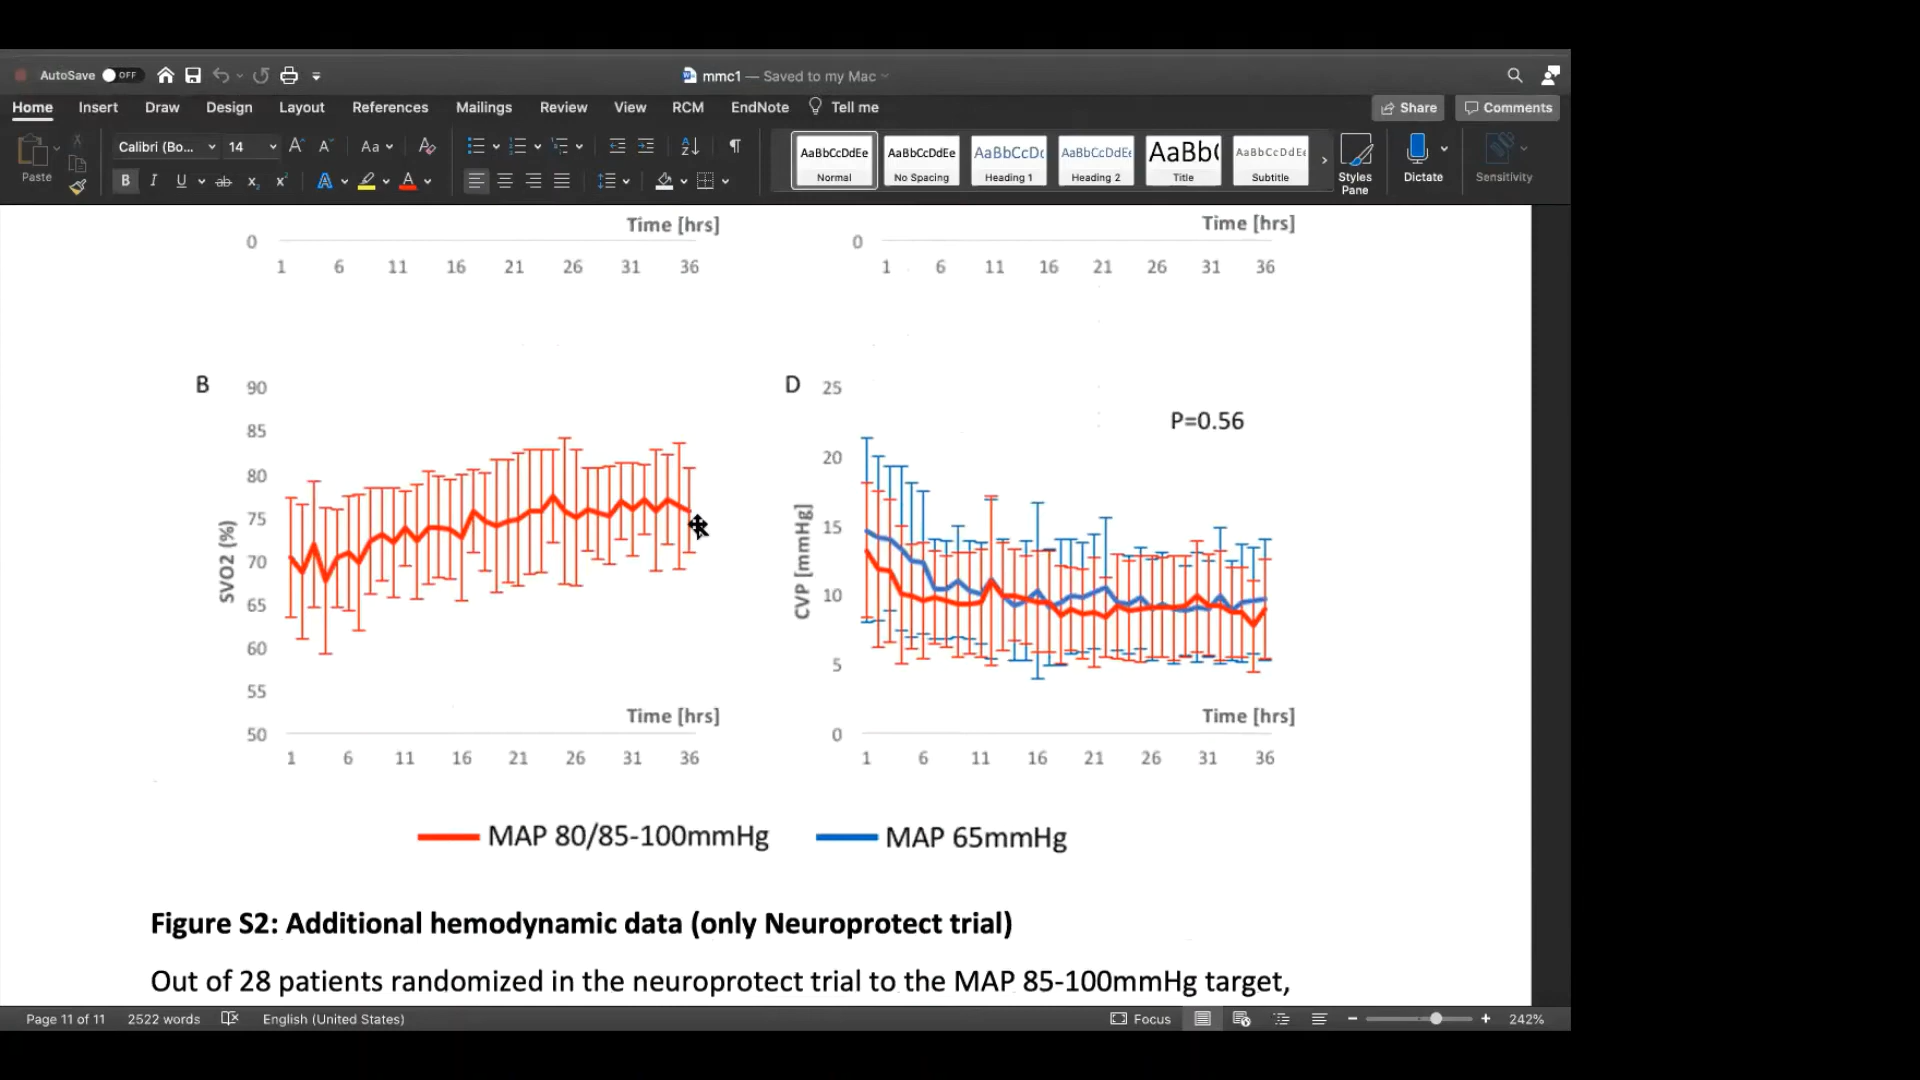 AutoSave OFF mmc1 — Saved to my Mac
Home Insert Draw Design Layout References Mailings Review View RCM EndNote Tell me Share Comments
Paste Calibri (Bo... 14 A A Aa A
B I U ab x₂ x² A A
AaBbCcDdEe AaBbCcDdEe AaBbCcDc AaBbCcDdEe AaBb( AaBbCcDdEe
Normal No Spacing Heading 1 Heading 2 Title Subtitle
Styles Pane Dictate Sensitivity
Time [hrs]
0
1 6 11 16 21 26 31 36
Time [hrs]
0
1 6 11 16 21 26 31 36
B
SVO2 (%)
90
85
80
75
70
65
60
55
50
Time [hrs]
1 6 11 16 21 26 31 36
D
CVP [mmHg]
25
20
15
10
5
0
P=0.56
Time [hrs]
1 6 11 16 21 26 31 36
MAP 80/85-100mmHg MAP 65mmHg
Figure S2: Additional hemodynamic data (only Neuroprotect trial)
Out of 28 patients randomized in the neuroprotect trial to the MAP 85-100mmHg target,
Page 11 of 11 2522 words English (United States) Focus 242%